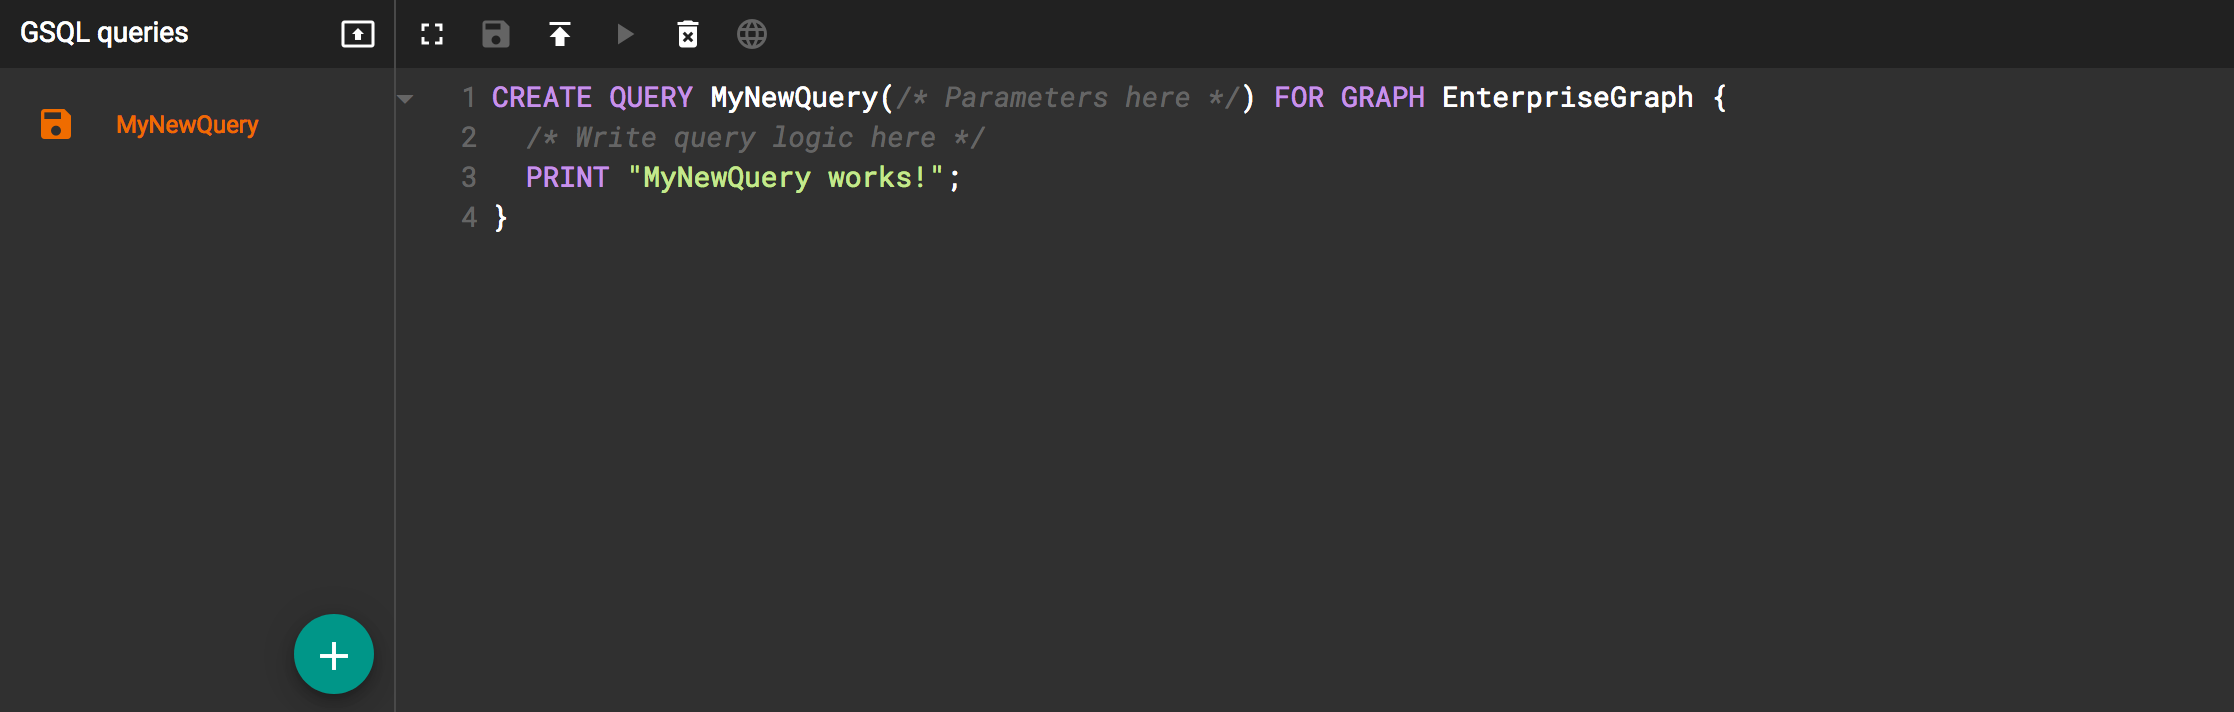 GSQL queries
MyNewQuery
1 CREATE QUERY MyNewQuery(/* Parameters here */) FOR GRAPH EnterpriseGraph {
2   /* Write query logic here */
3   PRINT "MyNewQuery works!";
4 }